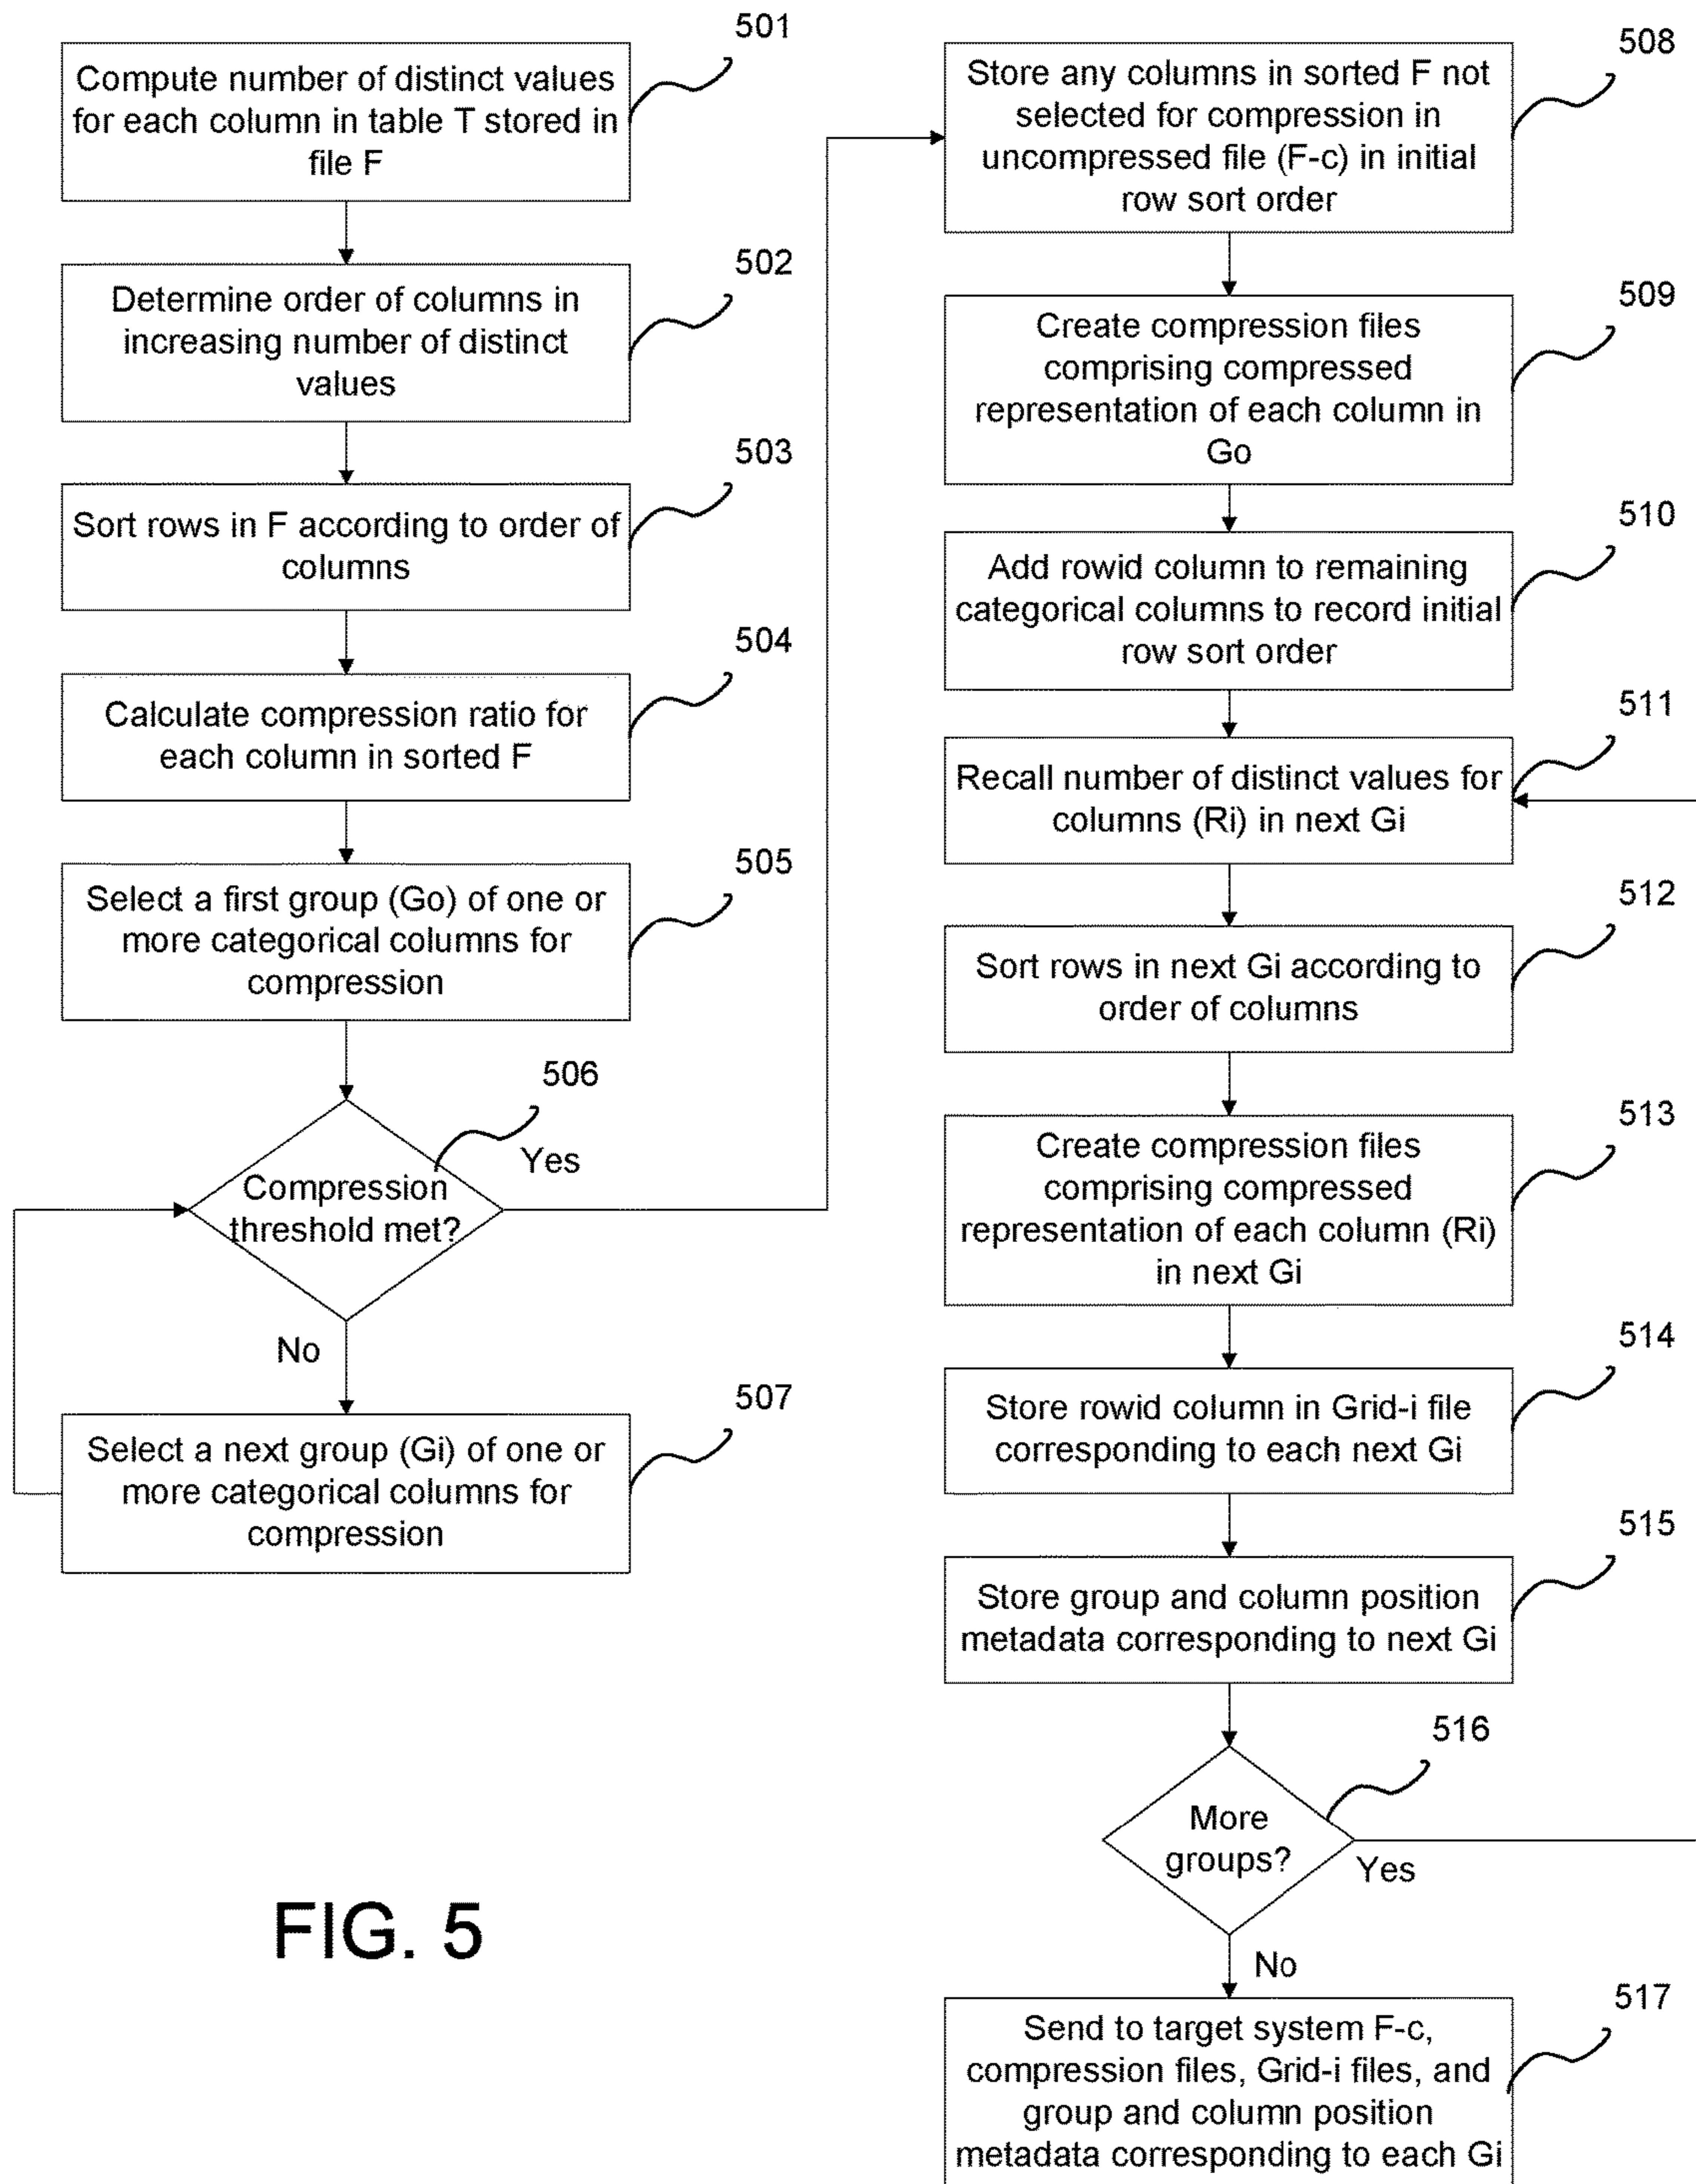 501
Compute number of distinct values
for each column in table T stored in
file F
502
Determine order of columns in
increasing number of distinct
values
503
Sort rows in F according to order of
columns
504
Calculate compression ratio for
each column in sorted F
505
Select a first group (Go) of one or
more categorical columns for
compression
506
Compression
threshold met?
Yes
No
507
Select a next group (Gi) of one or
more categorical columns for
compression
508
Store any columns in sorted F not
selected for compression in
uncompressed file (F-c) in initial
row sort order
509
Create compression files
comprising compressed
representation of each column in
Go
510
Add rowid column to remaining
categorical columns to record initial
row sort order
511
Recall number of distinct values for
columns (Ri) in next Gi
512
Sort rows in next Gi according to
order of columns
513
Create compression files
comprising compressed
representation of each column (Ri)
in next Gi
514
Store rowid column in Grid-i file
corresponding to each next Gi
515
Store group and column position
metadata corresponding to next Gi
516
More
groups?
Yes
No
517
Send to target system F-c,
compression files, Grid-i files, and
group and column position
metadata corresponding to each Gi
FIG. 5